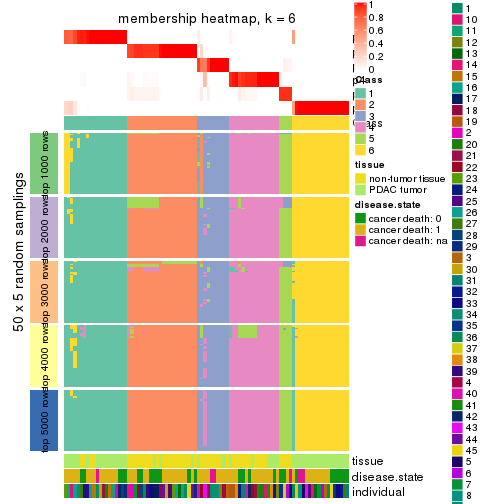 membership heatmap, k = 6
50 x 5 random samplings
top 1000 rows
top 2000 rows
top 3000 rows
top 4000 rows
top 5000 rows
Class
tissue
disease.state
individual
1
0.8
0.6
0.4
0.2
0
Class
1
2
3
4
5
6
tissue
non-tumor tissue
PDAC tumor
disease.state
cancer death: 0
cancer death: 1
cancer death: na
1
10
11
12
13
14
15
16
17
18
19
2
20
21
22
23
24
25
26
27
28
29
3
30
31
32
33
34
35
36
37
38
39
4
40
41
42
43
44
45
5
6
7
8